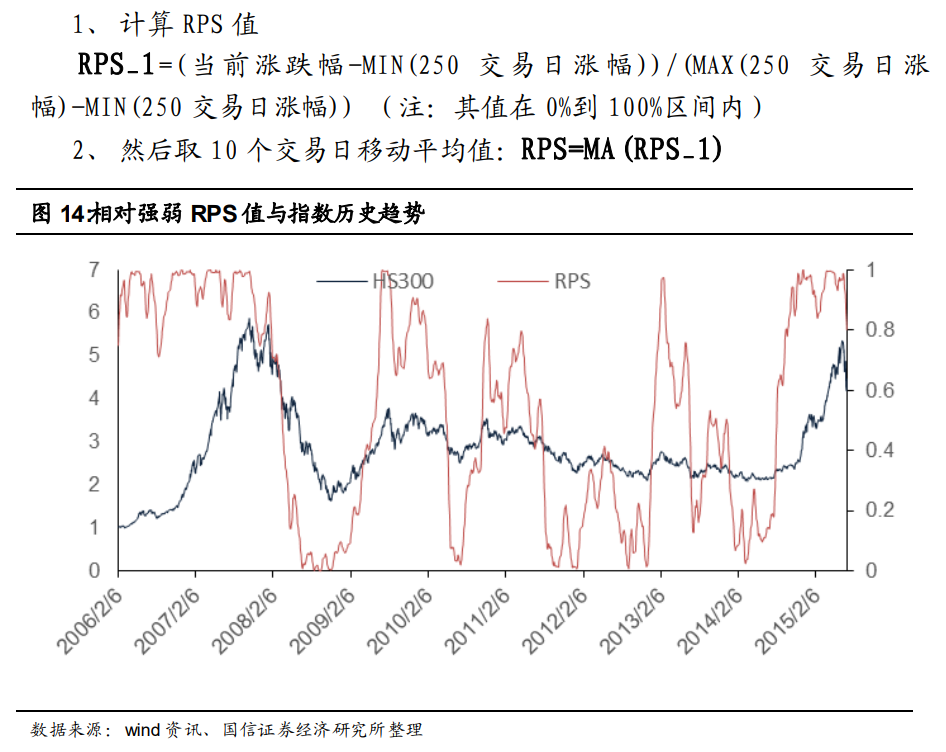 1、 计算 RPS 值
RPS_1=(当前涨跌幅-MIN(250 交易日涨幅))/(MAX(250 交易日涨
幅)-MIN(250 交易日涨幅)) (注: 其值在 0%到 100%区间内)
2、 然后取 10 个交易日移动平均值: RPS=MA (RPS_1)
图 14:相对强弱 RPS 值与指数历史趋势
HS300 RPS
7 1
6
5 0.8
4 0.6
3 0.4
2
1 0.2
0 0
2006/2/6 2007/2/6 2008/2/6 2009/2/6 2010/2/6 2011/2/6 2012/2/6 2013/2/6 2014/2/6 2015/2/6
数据来源: wind 资讯、国信证券经济研究所整理